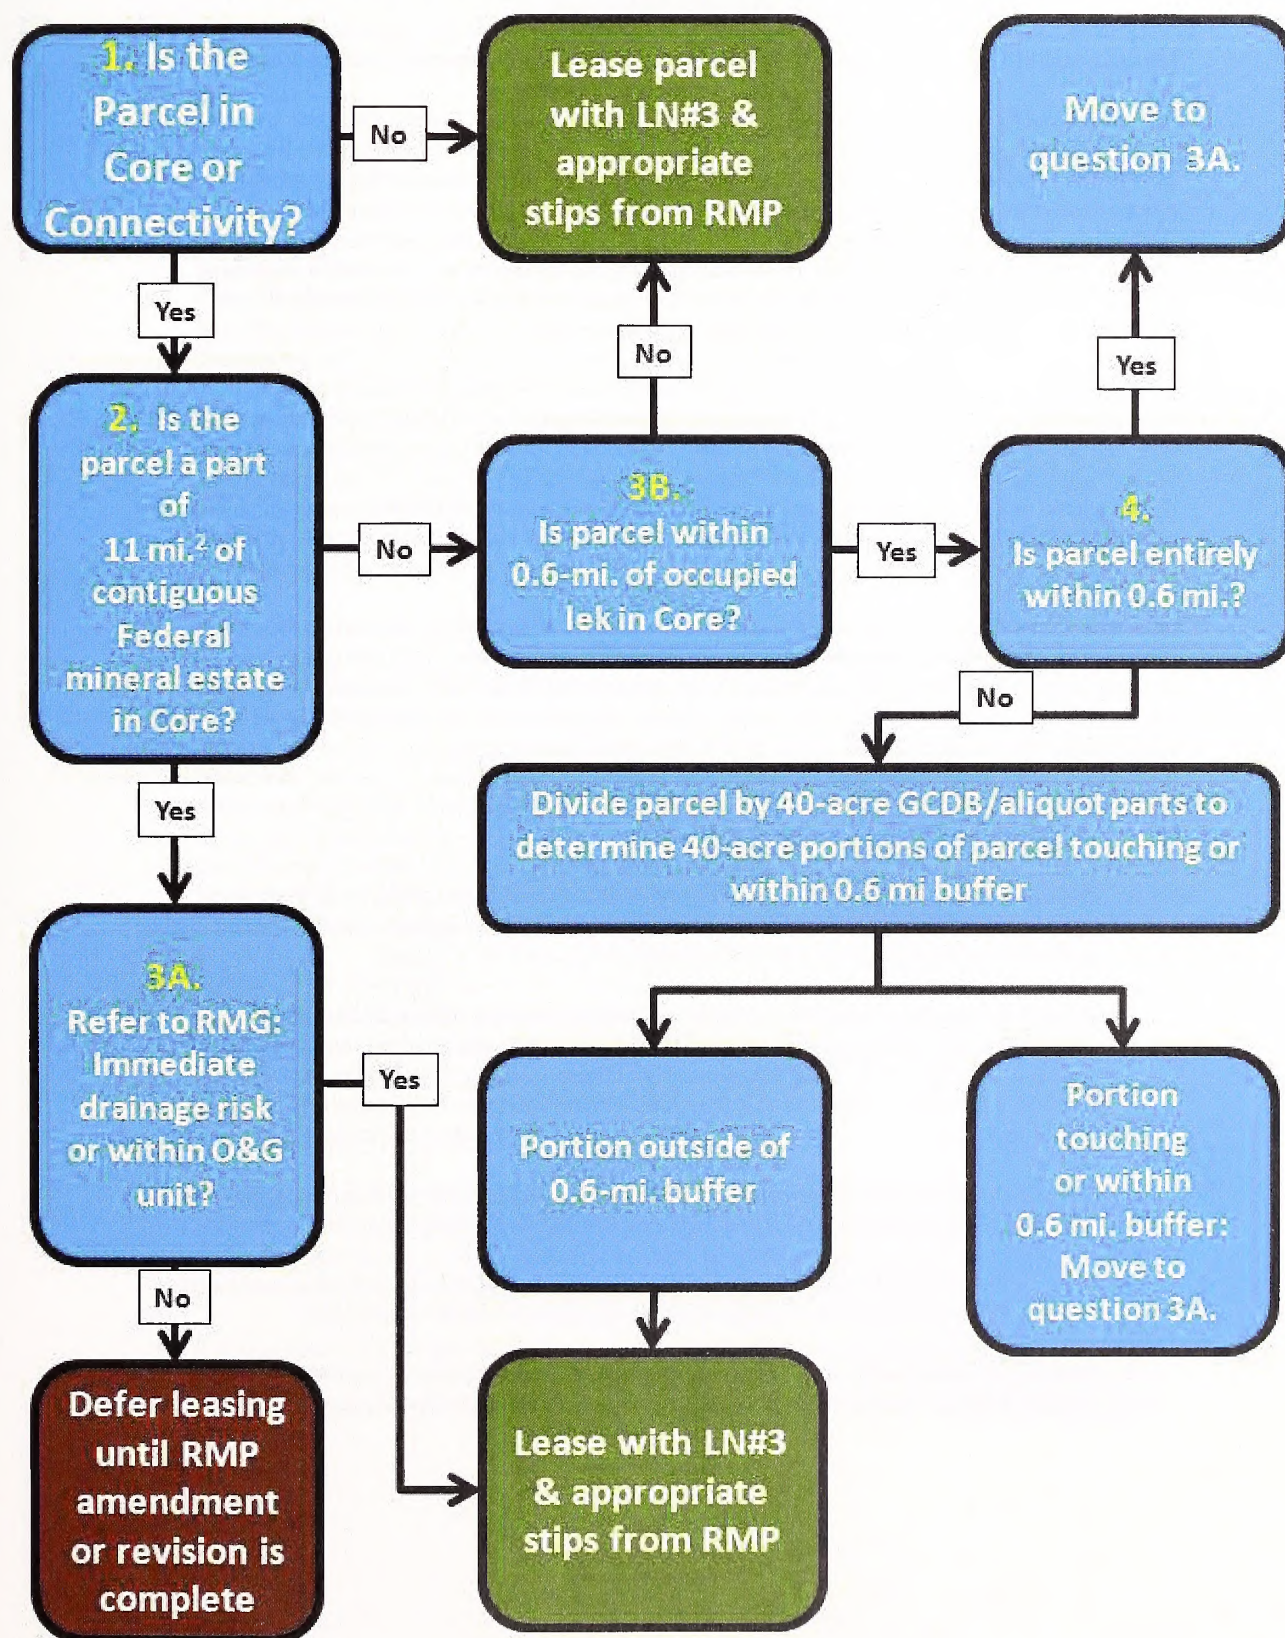 1. Is the
Parcel in
Core or
Connectivity?
No
Lease parcel
with LN#3 &
appropriate
stips from RMP
Move to
question 3A.
Yes
No
Yes
2. Is the
parcel a part
of
11 mi.² of
contiguous
Federal
mineral estate
in Core?
No
3B.
Is parcel within
0.6-mi. of occupied
lek in Core?
Yes
4.
Is parcel entirely
within 0.6 mi.?
No
Yes
Divide parcel by 40-acre GCDB/aliquot parts to
determine 40-acre portions of parcel touching or
within 0.6 mi buffer
3A.
Refer to RMG:
Immediate
drainage risk
or within O&G
unit?
Yes
Portion outside of
0.6-mi. buffer
Portion
touching
or within
0.6 mi. buffer:
Move to
question 3A.
No
Defer leasing
until RMP
amendment
or revision is
complete
Lease with LN#3
& appropriate
stips from RMP